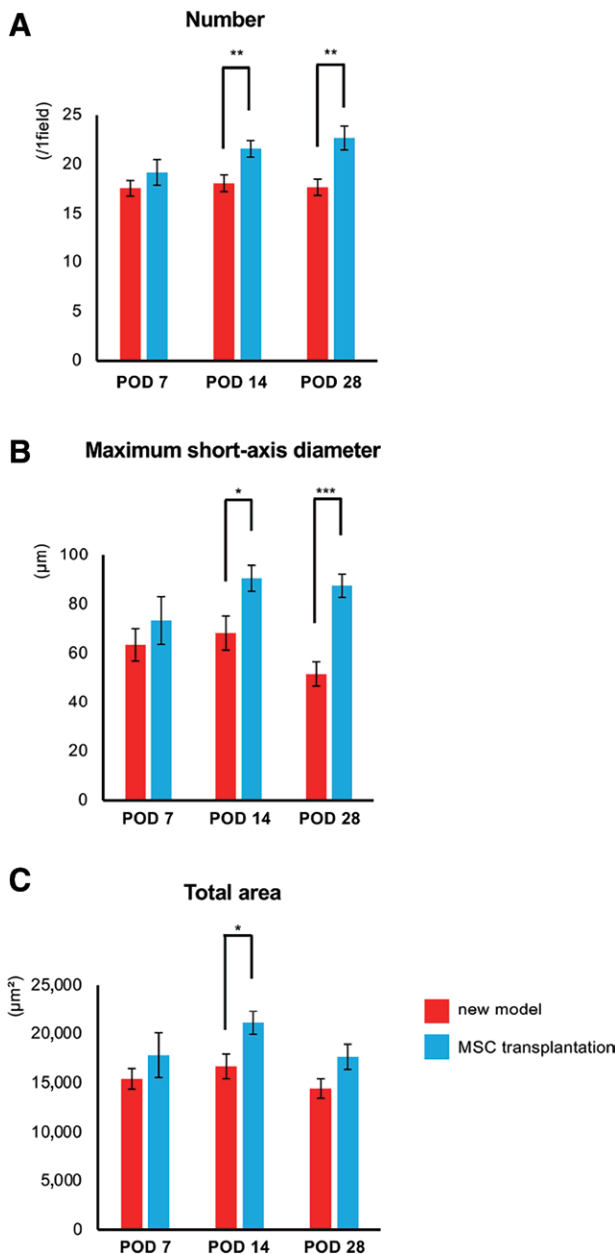 A
Number
**
**
(/1field)
25
20
15
10
5
0
POD 7
POD 14
POD 28
B
Maximum short-axis diameter
*
***
(μm)
100
80
60
40
20
0
POD 7
POD 14
POD 28
C
Total area
*
(μm²)
25,000
20,000
15,000
10,000
5,000
0
POD 7
POD 14
POD 28
new model
MSC transplantation